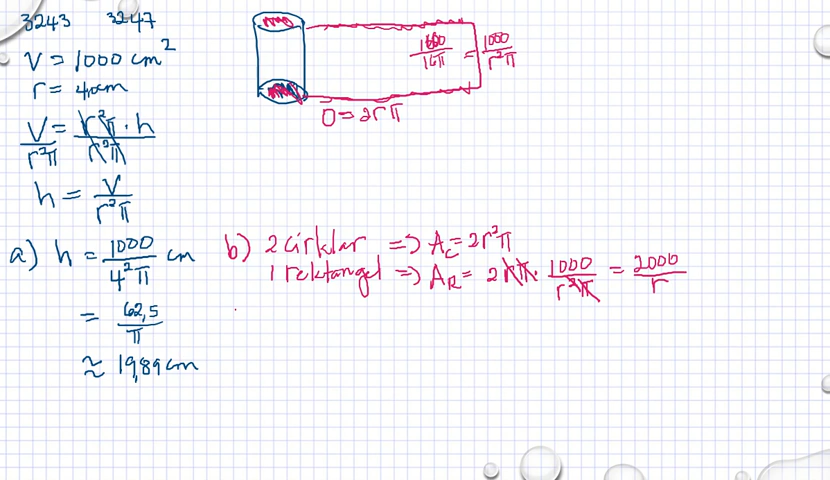 3243 3247
V = 1000 cm²
r = 4,0cm
V/r²π = r²π · h/r²π
h = V/r²π
a) h = 1000/4²π cm
= 62,5/π
≈ 19,89 cm
1000/16π = 1000/r²π
O = 2rπ
b) 2 cirklar => A_C = 2r²π
1 rektangel => A_R = 2rπ · 1000/r²π = 2000/r